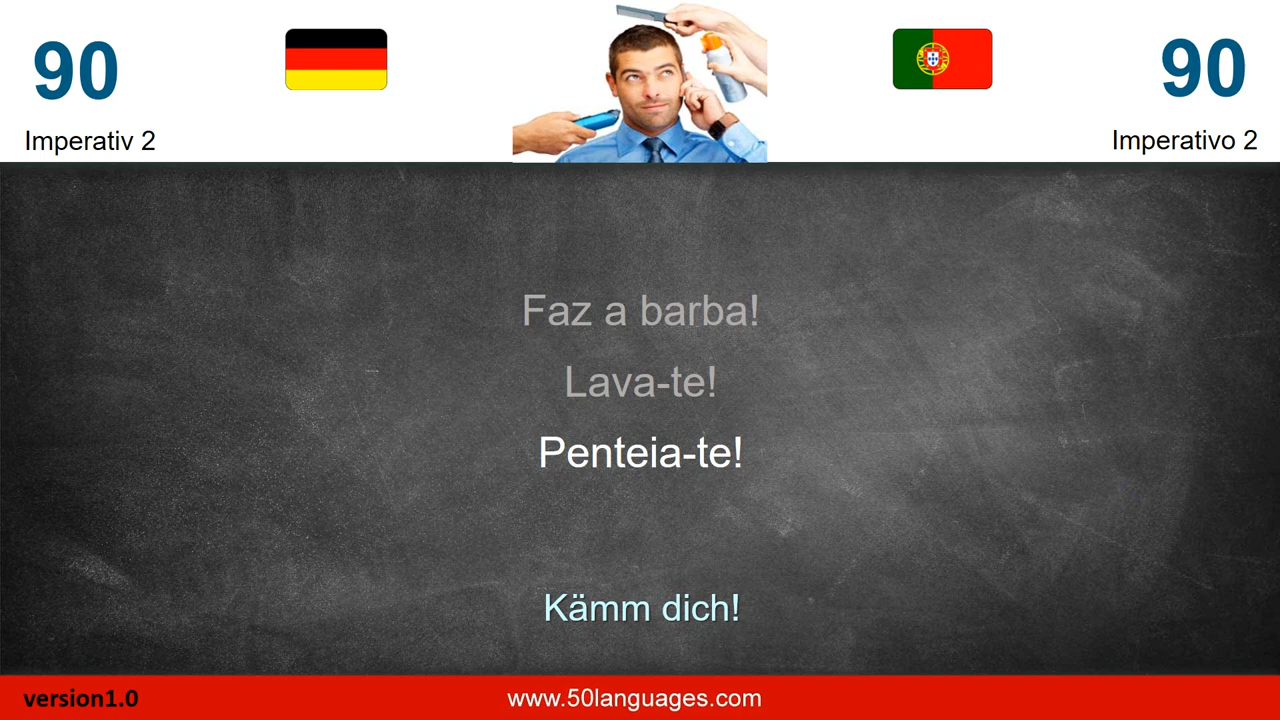 90
90
Imperativ 2
Imperativo 2
Faz a barba!
Lava-te!
Penteia-te!
Kämm dich!
version1.0
www.50languages.com